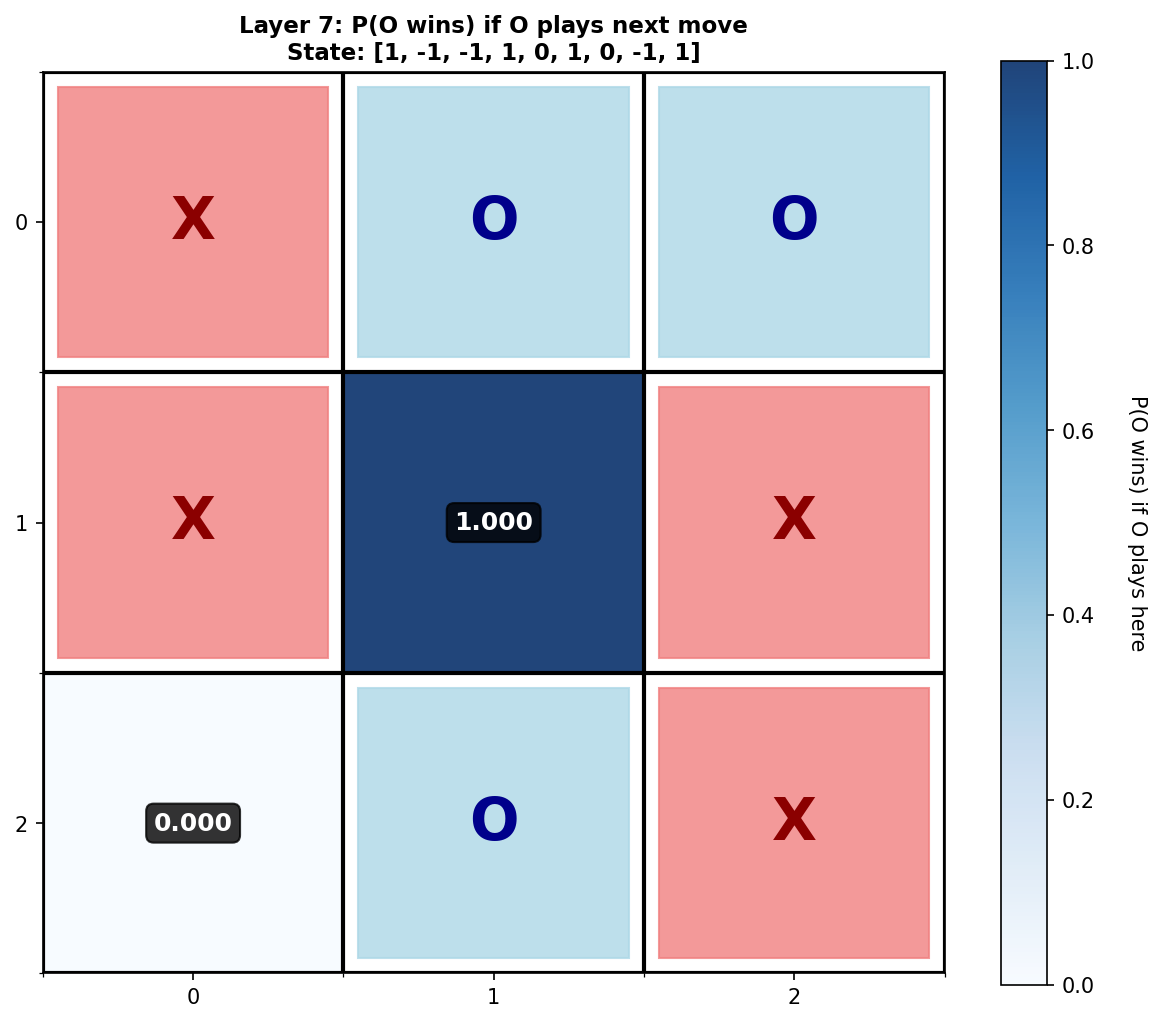 Layer 7: P(O wins) if O plays next move
State: [1, -1, -1, 1, 0, 1, 0, -1, 1]
X
O
O
X
1.000
X
0.000
O
X
0
1
2
0
1
2
1.0
0.8
0.6
0.4
0.2
0.0
P(O wins) if O plays here